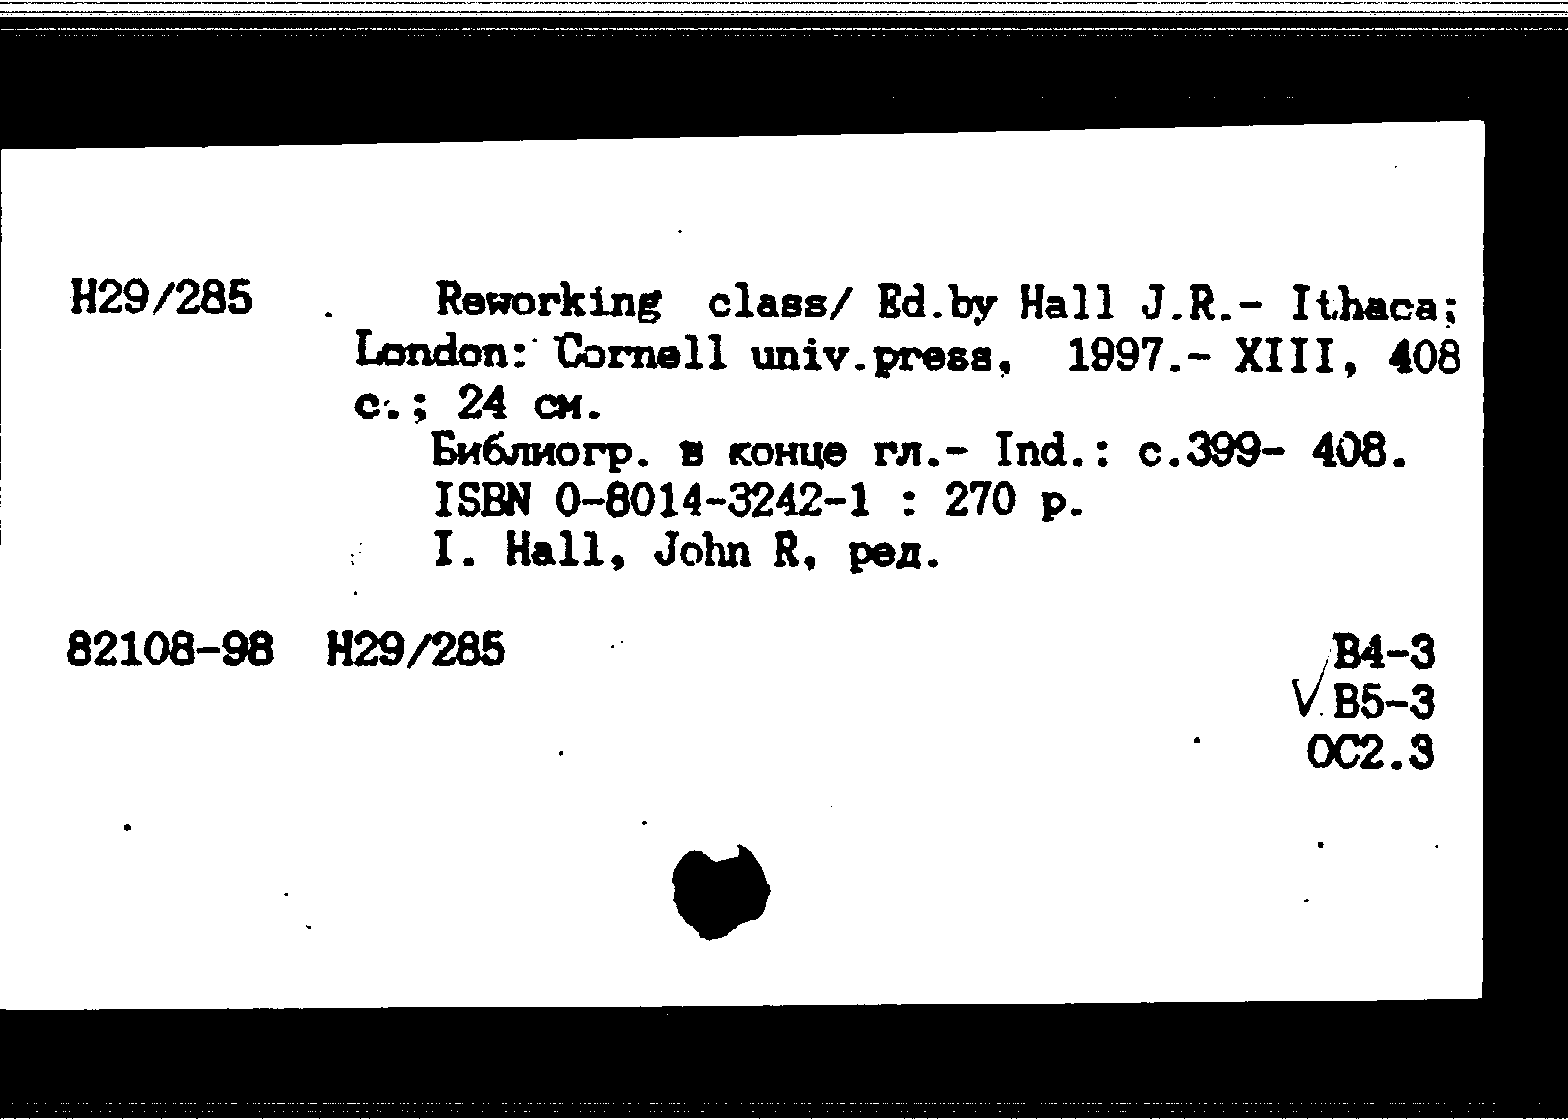 Н29/285 Reworking class/ Ed.by Hall J.R.- Ithaca;
London: Cornell univ.press, 1997.- XIII, 408
с.; 24 см.
Библиогр. в конце гл.- Ind.: с.399- 408.
ISBN 0-8014-3242-1 : 270 р.
I. Hall, John R, ред.
82108-98 Н29/285 В4-3
√ В5-3
ОС2.3